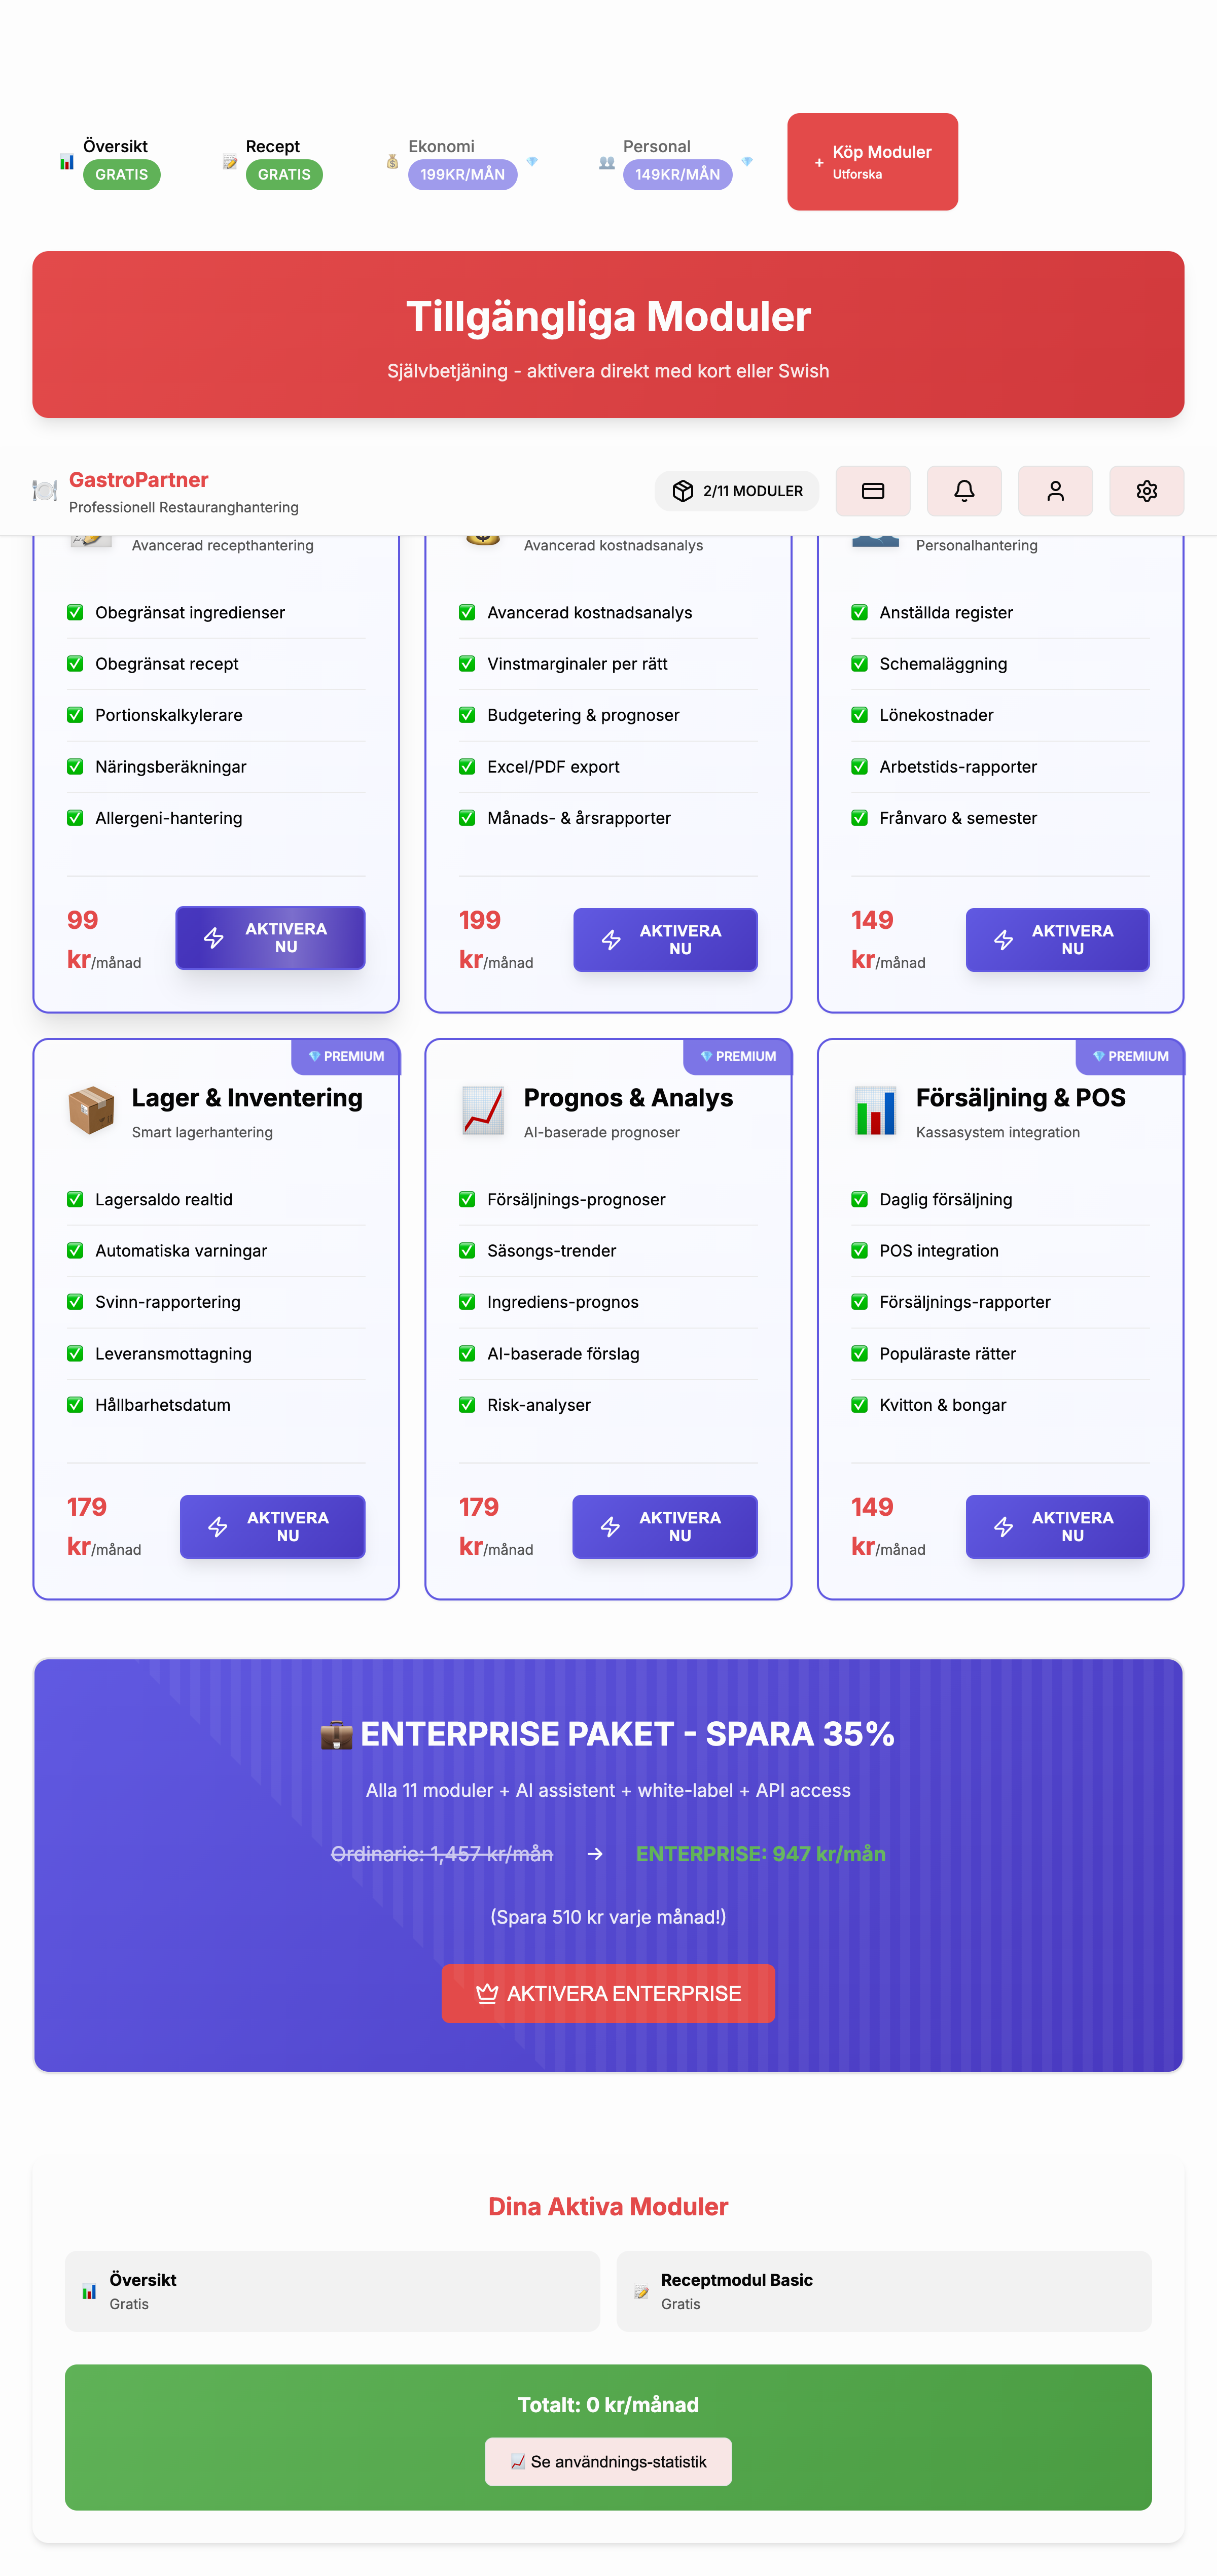 Översikt
GRATIS
Recept
GRATIS
Ekonomi
199KR/MÅN
Personal
149KR/MÅN
+ Köp Moduler
Utforska
Tillgängliga Moduler
Självbetjäning - aktivera direkt med kort eller Swish
GastroPartner
Professionell Restauranghantering
2/11 MODULER
Avancerad recepthantering
Obegränsat ingredienser
Obegränsat recept
Portionskalkylerare
Näringsberäkningar
Allergeni-hantering
99
kr/månad
AKTIVERA
NU
Avancerad kostnadsanalys
Avancerad kostnadsanalys
Vinstmarginaler per rätt
Budgetering & prognoser
Excel/PDF export
Månads- & årsrapporter
199
kr/månad
AKTIVERA
NU
Personalhantering
Anställda register
Schemaläggning
Lönekostnader
Arbetstids-rapporter
Frånvaro & semester
149
kr/månad
AKTIVERA
NU
PREMIUM
Lager & Inventering
Smart lagerhantering
Lagersaldo realtid
Automatiska varningar
Svinn-rapportering
Leveransmottagning
Hållbarhetsdatum
179
kr/månad
AKTIVERA
NU
PREMIUM
Prognos & Analys
AI-baserade prognoser
Försäljnings-prognoser
Säsongs-trender
Ingrediens-prognos
AI-baserade förslag
Risk-analyser
179
kr/månad
AKTIVERA
NU
PREMIUM
Försäljning & POS
Kassasystem integration
Daglig försäljning
POS integration
Försäljnings-rapporter
Populäraste rätter
Kvitton & bongar
149
kr/månad
AKTIVERA
NU
ENTERPRISE PAKET - SPARA 35%
Alla 11 moduler + AI assistent + white-label + API access
Ordinarie: 1,457 kr/mån → ENTERPRISE: 947 kr/mån
(Spara 510 kr varje månad!)
AKTIVERA ENTERPRISE
Dina Aktiva Moduler
Översikt
Gratis
Receptmodul Basic
Gratis
Totalt: 0 kr/månad
Se användnings-statistik